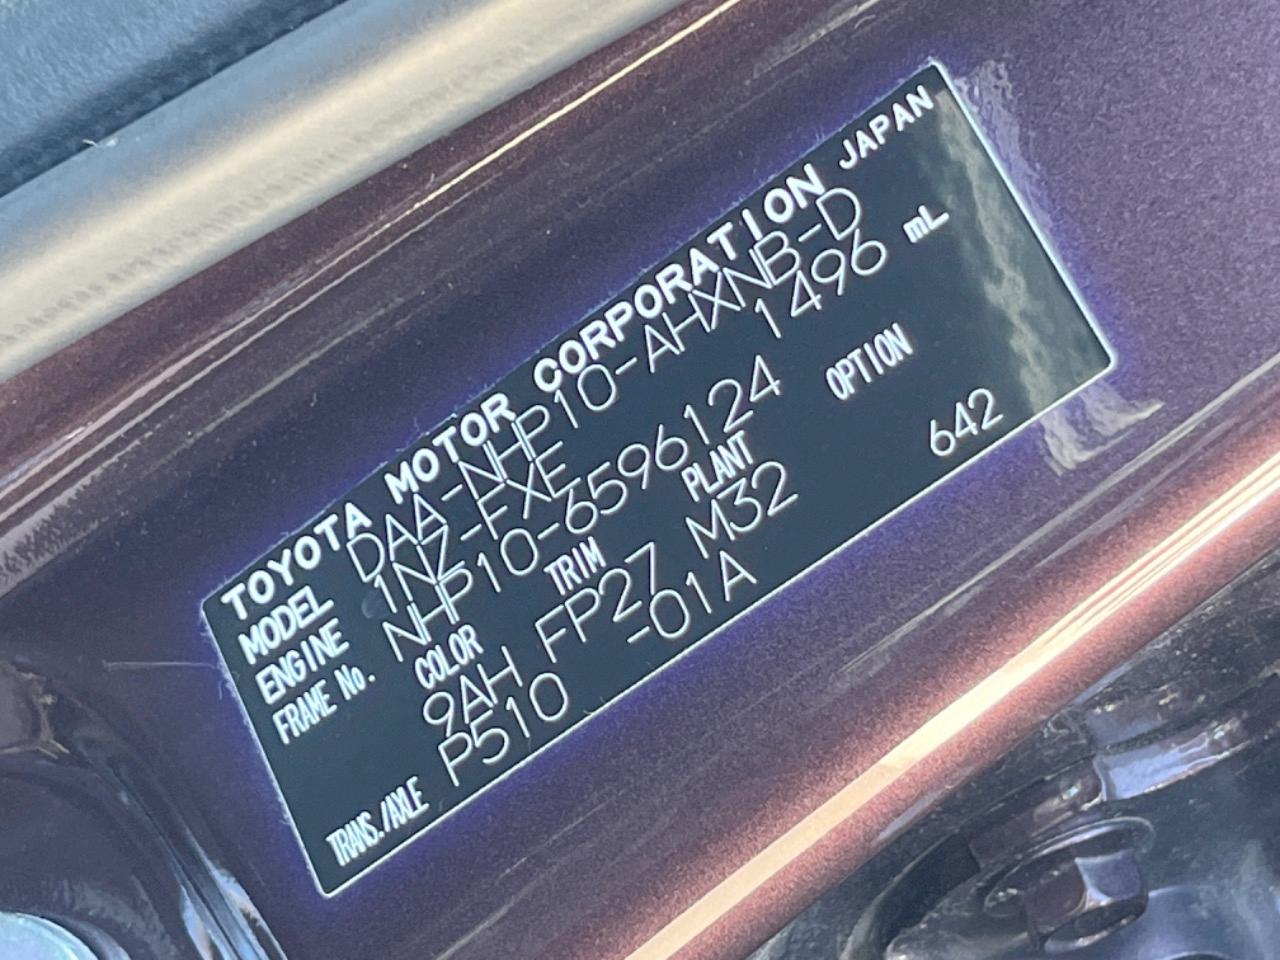 TOYOTA MOTOR CORPORATION JAPAN
MODEL DAA-NHP10-AHXNB-D
ENGINE 1NZ-FXE 1496 mL
FRAME No. NHP10-6596124
COLOR TRIM PLANT OPTION
9AH FP27 M32 642
TRANS./AXLE P510 -01A